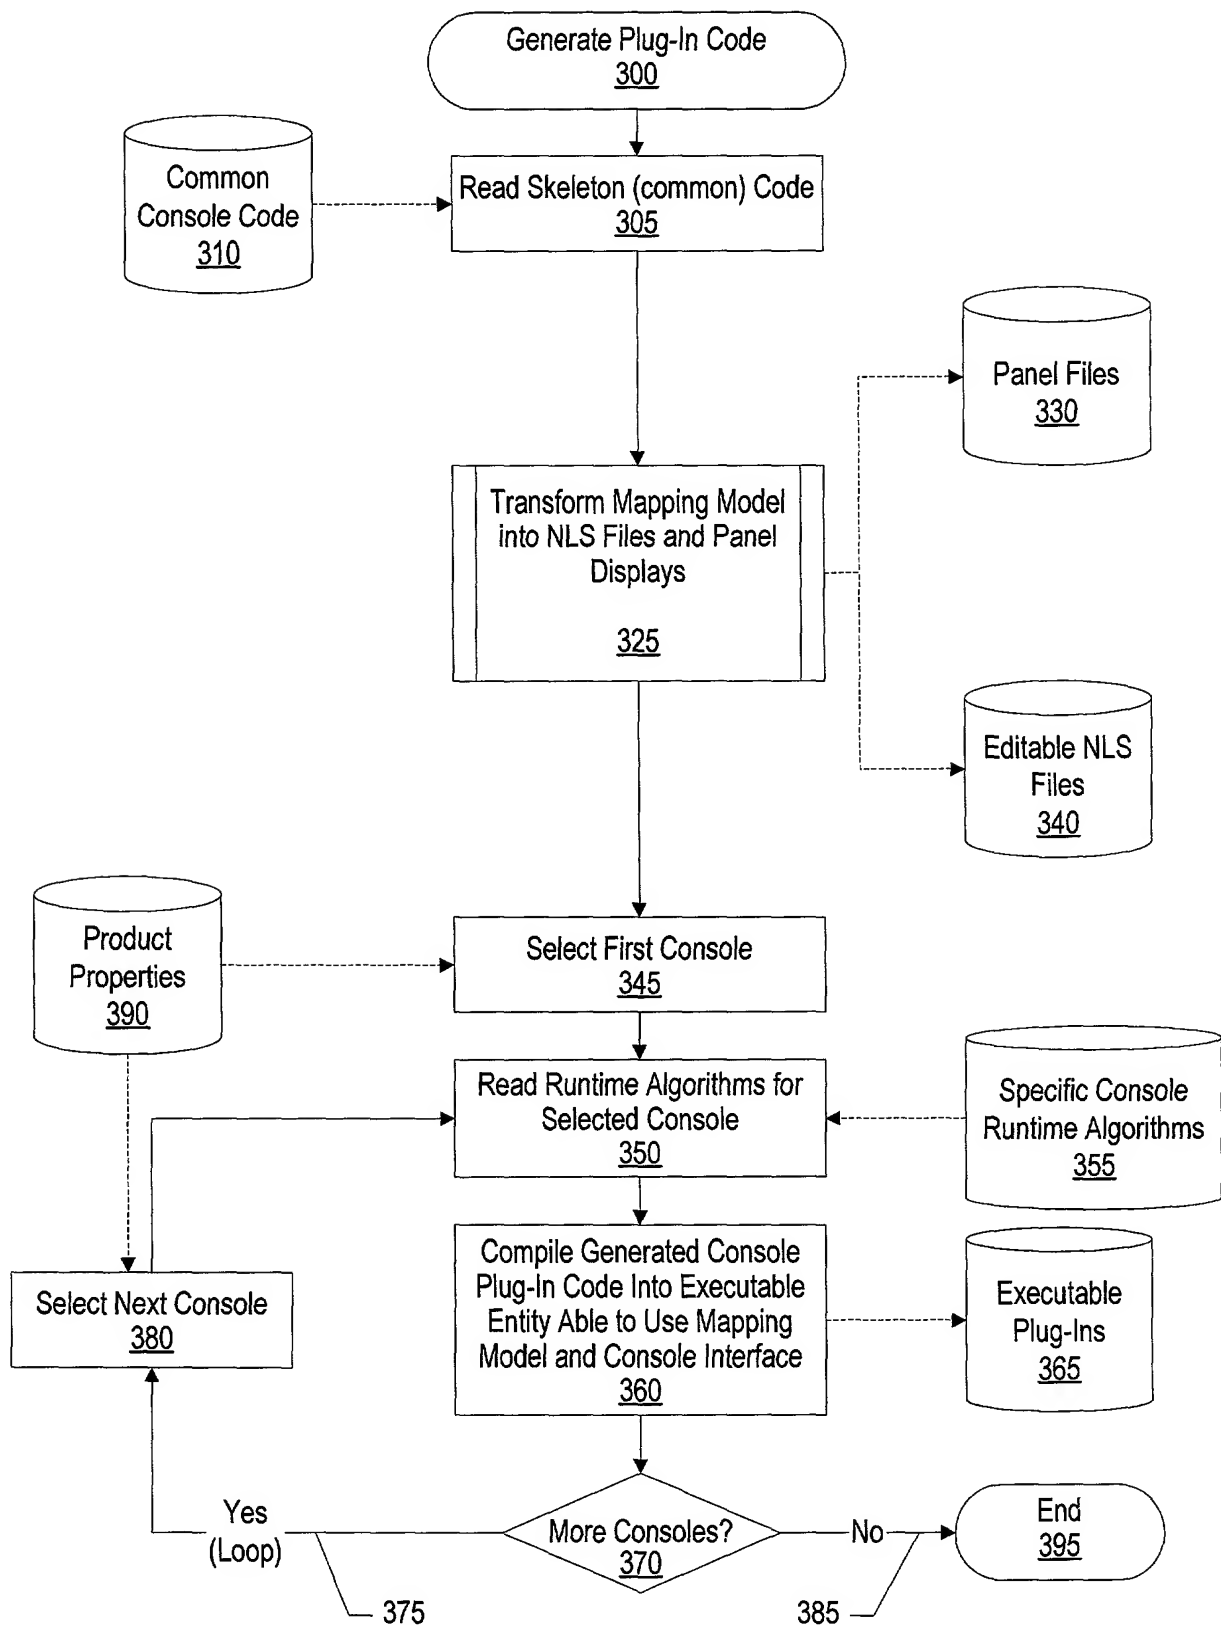 Generate Plug-In Code
300
Common
Console Code
310
Read Skeleton (common) Code
305
Panel Files
330
Transform Mapping Model
into NLS Files and Panel
Displays
325
Editable NLS
Files
340
Product
Properties
390
Select First Console
345
Read Runtime Algorithms for
Selected Console
350
Specific Console
Runtime Algorithms
355
Compile Generated Console
Plug-In Code Into Executable
Entity Able to Use Mapping
Model and Console Interface
360
Executable
Plug-Ins
365
Select Next Console
380
Yes
(Loop)
More Consoles?
370
No
End
395
375
385